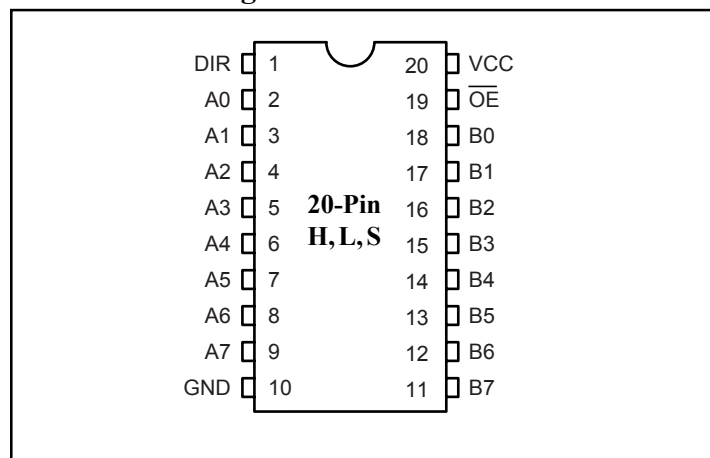 DIR 1 20 VCC
A0 2 19 O̅E̅
A1 3 18 B0
A2 4 17 B1
A3 5 16 B2
A4 6 15 B3
A5 7 14 B4
A6 8 13 B5
A7 9 12 B6
GND 10 11 B7
20-Pin
H, L, S